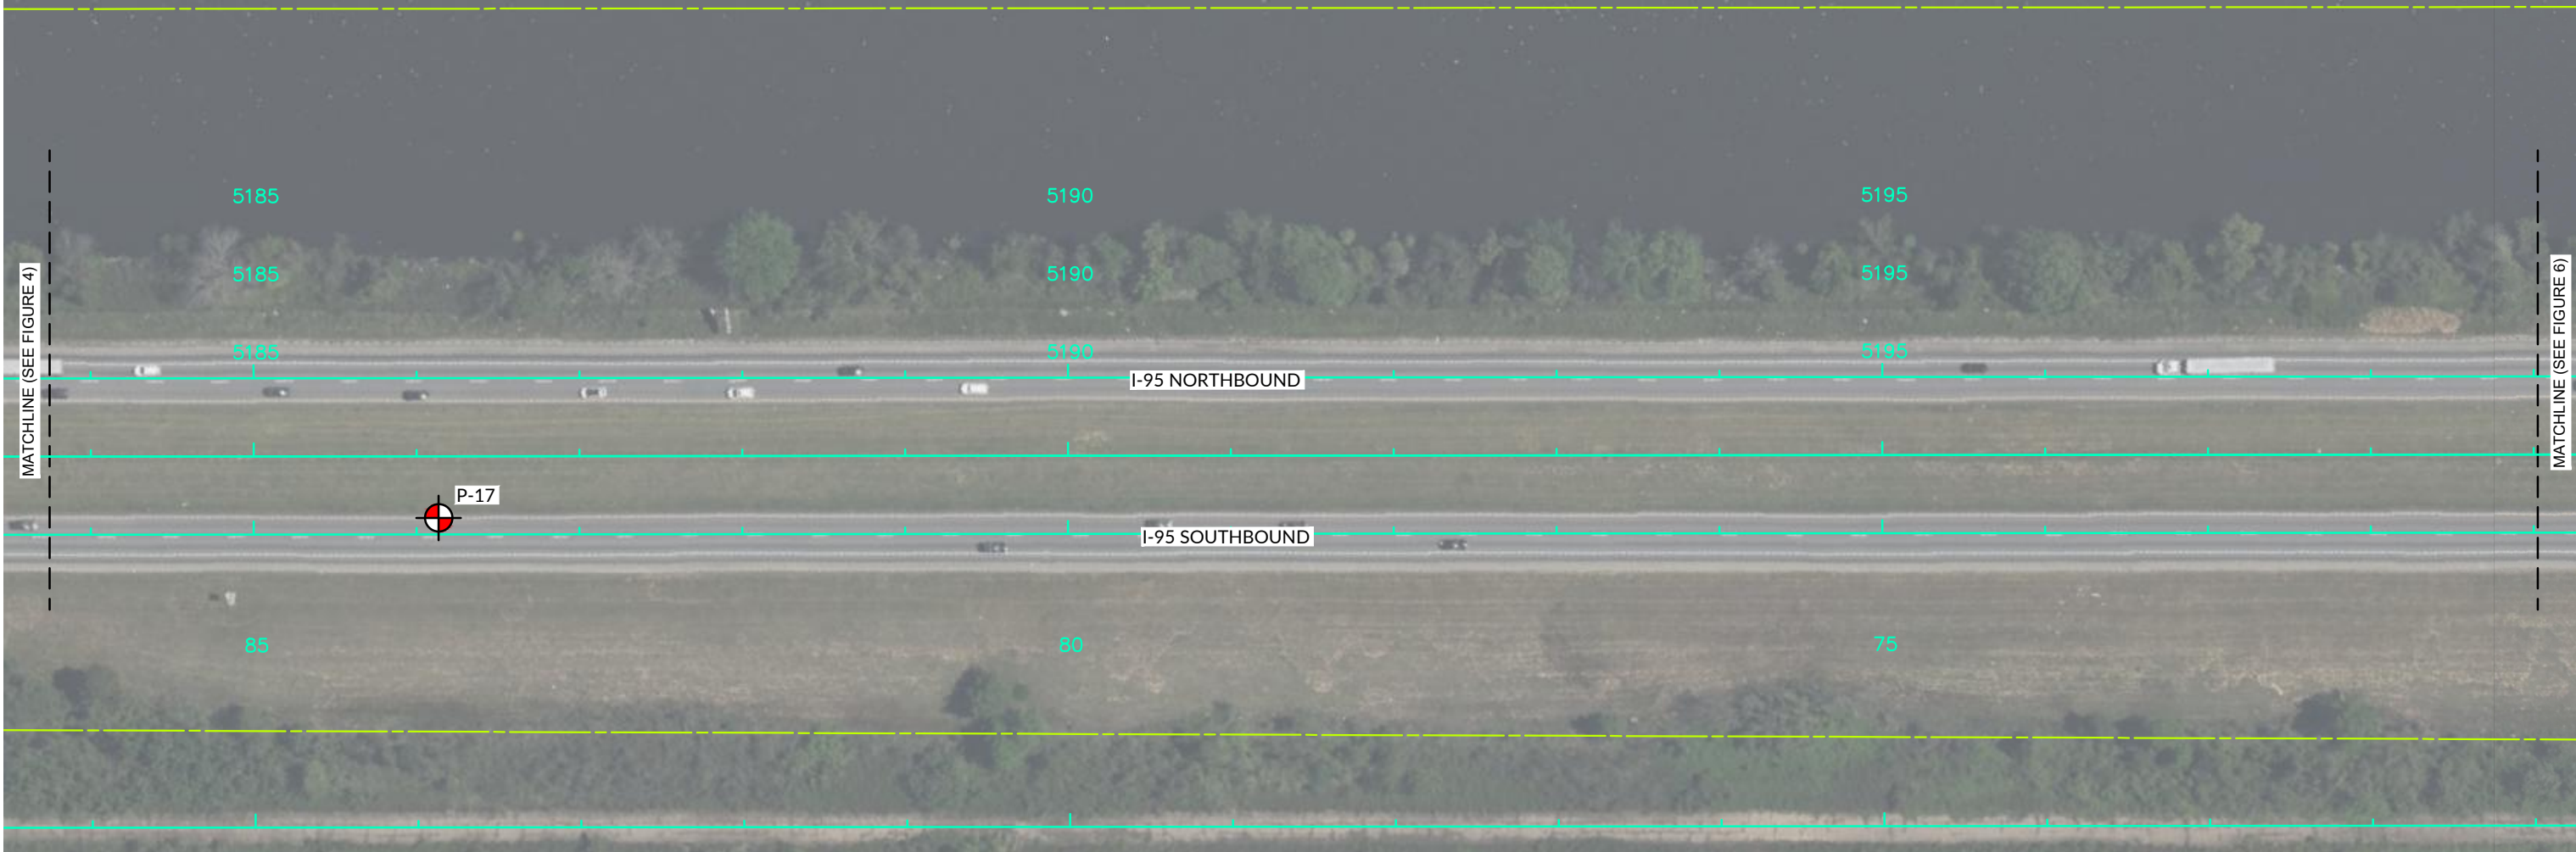 5185
5190
5195
5185
5190
5195
5185
5190
5195
MATCHLINE (SEE FIGURE 4)
MATCHLINE (SEE FIGURE 6)
I-95 NORTHBOUND
P-17
I-95 SOUTHBOUND
85
80
75